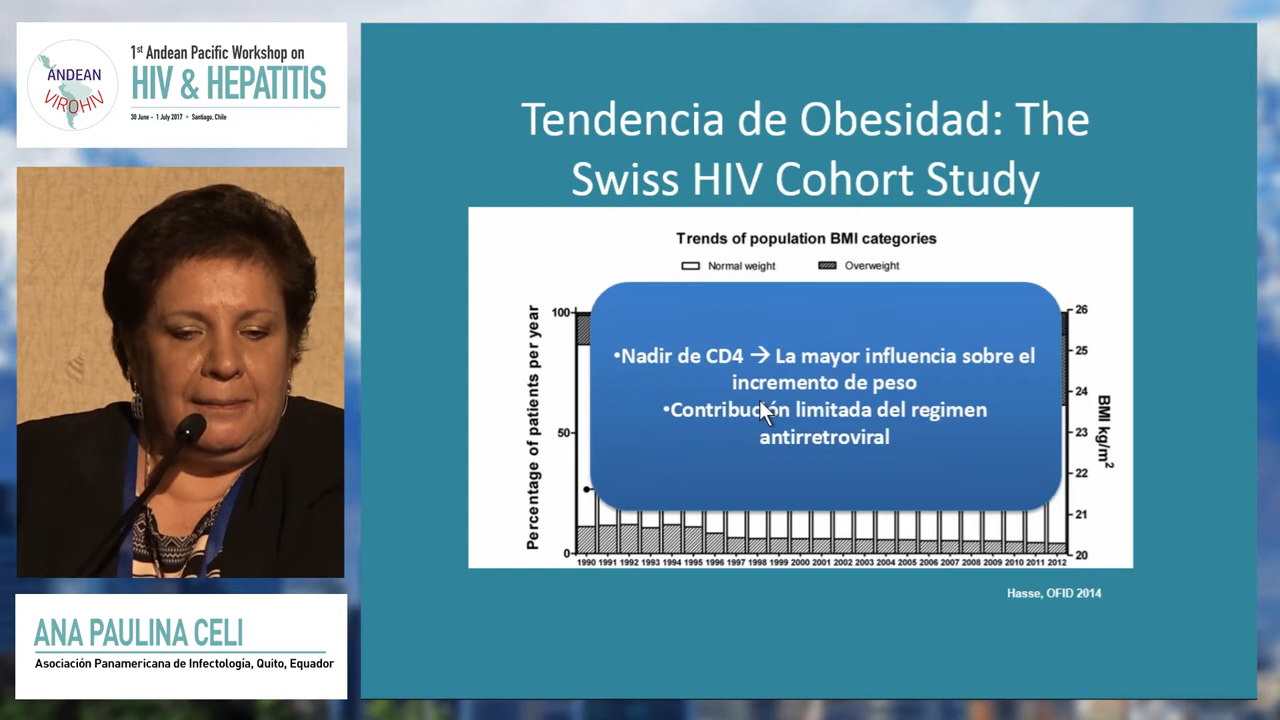 1st Andean Pacific Workshop on
HIV & HEPATITIS
30 June - 1 July 2017 • Santiago, Chile
ANDEAN
VIROHIV
Tendencia de Obesidad: The
Swiss HIV Cohort Study
Trends of population BMI categories
Normal weight
Overweight
Percentage of patients per year
100
50
0
•Nadir de CD4 → La mayor influencia sobre el
incremento de peso
•Contribución limitada del regimen
antirretroviral
26
25
24
23
22
21
20
BMI kg/m²
1990 1991 1992 1993 1994 1995 1996 1997 1998 1999 2000 2001 2002 2003 2004 2005 2006 2007 2008 2009 2010 2011 2012
Hasse, OFID 2014
ANA PAULINA CELI
Asociación Panamericana de Infectología, Quito, Equador